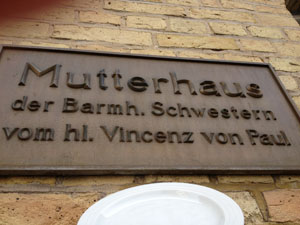 Mutterhaus
der Barmh. Schwestern
vom hl. Vincenz von Paul